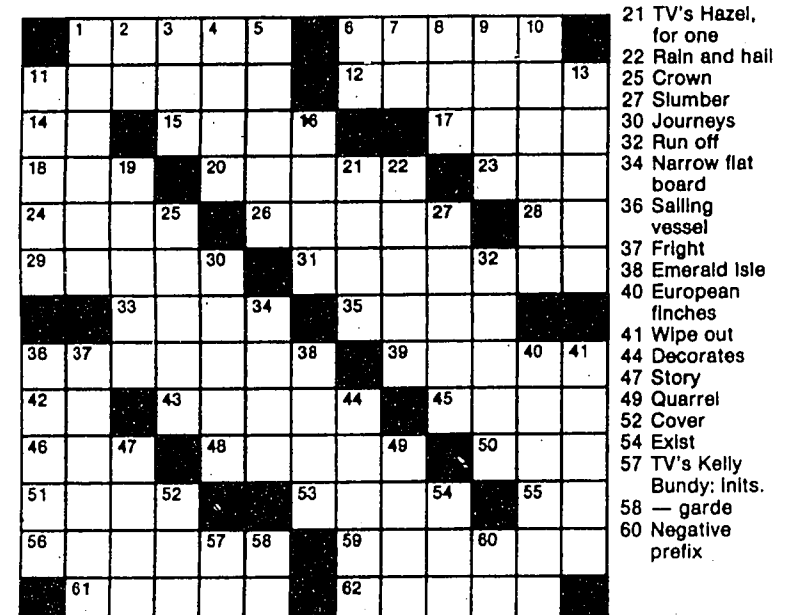 1 2 3 4 5 6 7 8 9 10
11 12 13
14 15 16 17
18 19 20 21 22 23
24 25 26 27 28
29 30 31 32
33 34 35
36 37 38 39 40 41
42 43 44 45
46 47 48 49 50
51 52 53 54 55
56 57 58 59 60
61 62
21 TV's Hazel,
for one
22 Rain and hail
25 Crown
27 Slumber
30 Journeys
32 Run off
34 Narrow flat
board
36 Sailing
vessel
37 Fright
38 Emerald Isle
40 European
finches
41 Wipe out
44 Decorates
47 Story
49 Quarrel
52 Cover
54 Exist
57 TV's Kelly
Bundy: inits.
58 — garde
60 Negative
prefix